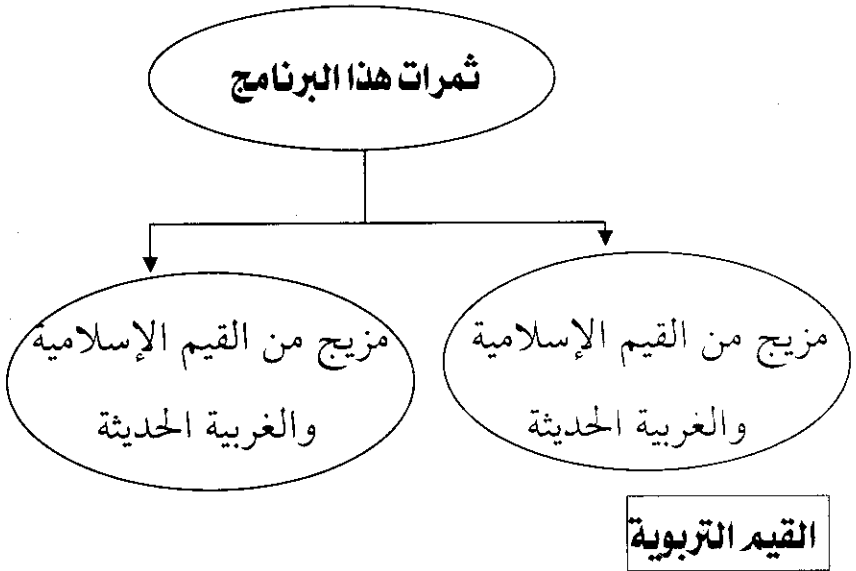 ثمرات هذا البرنامج
مزيج من القيم الإسلامية
والغربية الحديثة
مزيج من القيم الإسلامية
والغربية الحديثة
القيم التربوية